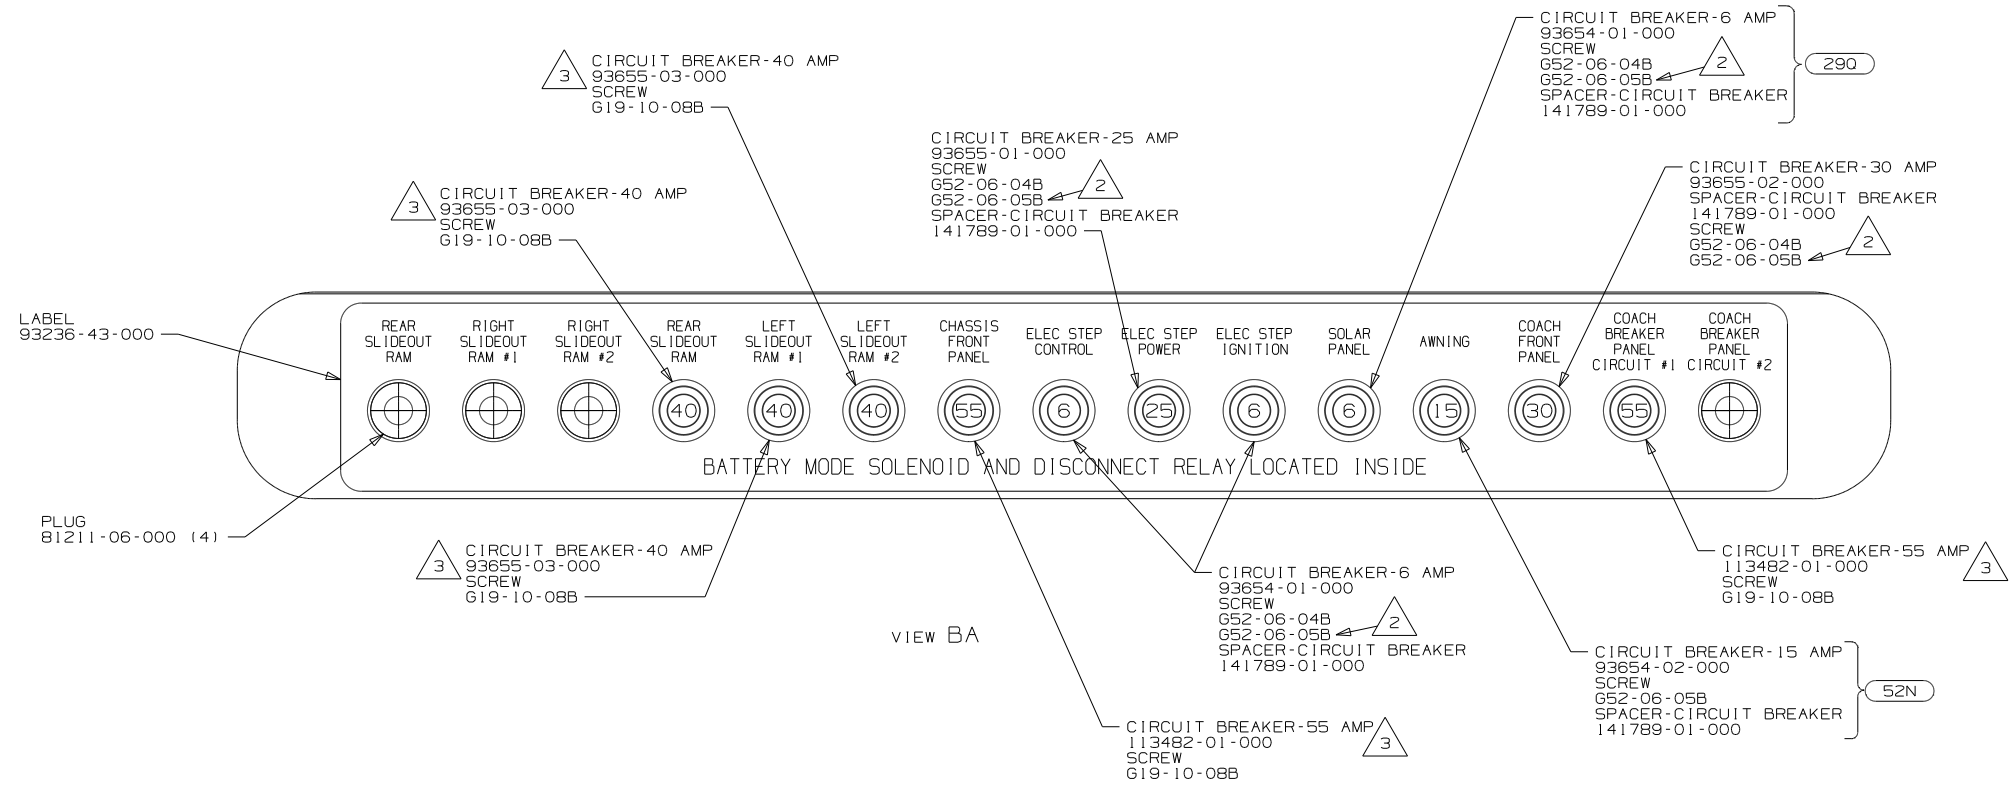 CIRCUIT BREAKER-6 AMP
93654-01-000
SCREW
G52-06-04B
G52-06-05B
2
SPACER-CIRCUIT BREAKER
141789-01-000
29Q
3
CIRCUIT BREAKER-40 AMP
93655-03-000
SCREW
G19-10-08B
CIRCUIT BREAKER-25 AMP
93655-01-000
SCREW
G52-06-04B
G52-06-05B
2
SPACER-CIRCUIT BREAKER
141789-01-000
CIRCUIT BREAKER-30 AMP
93655-02-000
SPACER-CIRCUIT BREAKER
141789-01-000
SCREW
G52-06-04B
G52-06-05B
2
3
CIRCUIT BREAKER-40 AMP
93655-03-000
SCREW
G19-10-08B
LABEL
93236-43-000
REAR
SLIDEOUT
RAM
RIGHT
SLIDEOUT
RAM #1
RIGHT
SLIDEOUT
RAM #2
REAR
SLIDEOUT
RAM
LEFT
SLIDEOUT
RAM #1
LEFT
SLIDEOUT
RAM #2
CHASSIS
FRONT
PANEL
ELEC STEP
CONTROL
ELEC STEP
POWER
ELEC STEP
IGNITION
SOLAR
PANEL
AWNING
COACH
FRONT
PANEL
COACH
BREAKER
PANEL
CIRCUIT #1
COACH
BREAKER
PANEL
CIRCUIT #2
40
40
40
55
6
25
6
6
15
30
55
BATTERY MODE SOLENOID AND DISCONNECT RELAY LOCATED INSIDE
PLUG
81211-06-000 (4)
3
CIRCUIT BREAKER-40 AMP
93655-03-000
SCREW
G19-10-08B
VIEW BA
CIRCUIT BREAKER-6 AMP
93654-01-000
SCREW
G52-06-04B
G52-06-05B
2
SPACER-CIRCUIT BREAKER
141789-01-000
CIRCUIT BREAKER-55 AMP
113482-01-000
SCREW
G19-10-08B
3
CIRCUIT BREAKER-15 AMP
93654-02-000
SCREW
G52-06-05B
SPACER-CIRCUIT BREAKER
141789-01-000
52N
CIRCUIT BREAKER-55 AMP
113482-01-000
SCREW
G19-10-08B
3